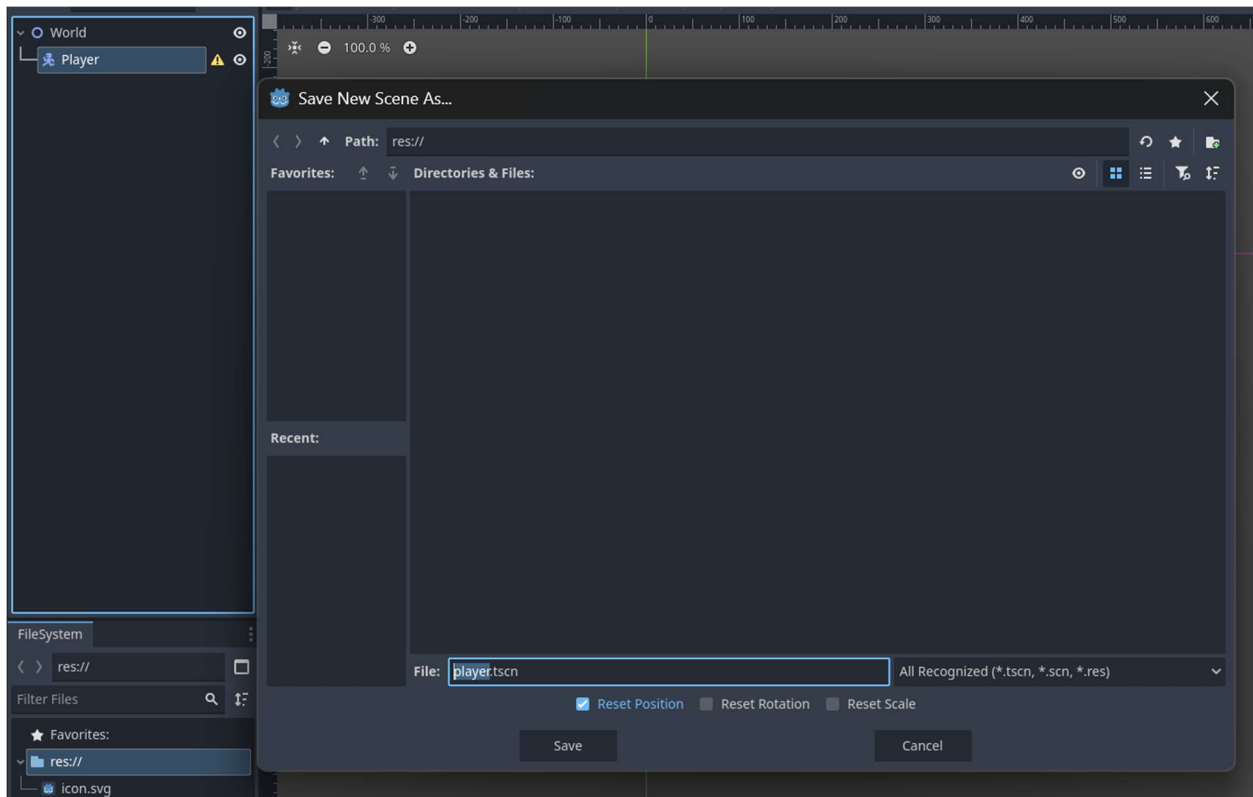 World
Player
-300 -200 -100 0 100 200 300 400 500 600
-200
100.0 %
Save New Scene As...
Path: res://
Favorites: Directories & Files:
Recent:
File: player.tscn All Recognized (*.tscn, *.scn, *.res)
Reset Position Reset Rotation Reset Scale
Save Cancel
FileSystem
res://
Filter Files
Favorites:
res://
icon.svg